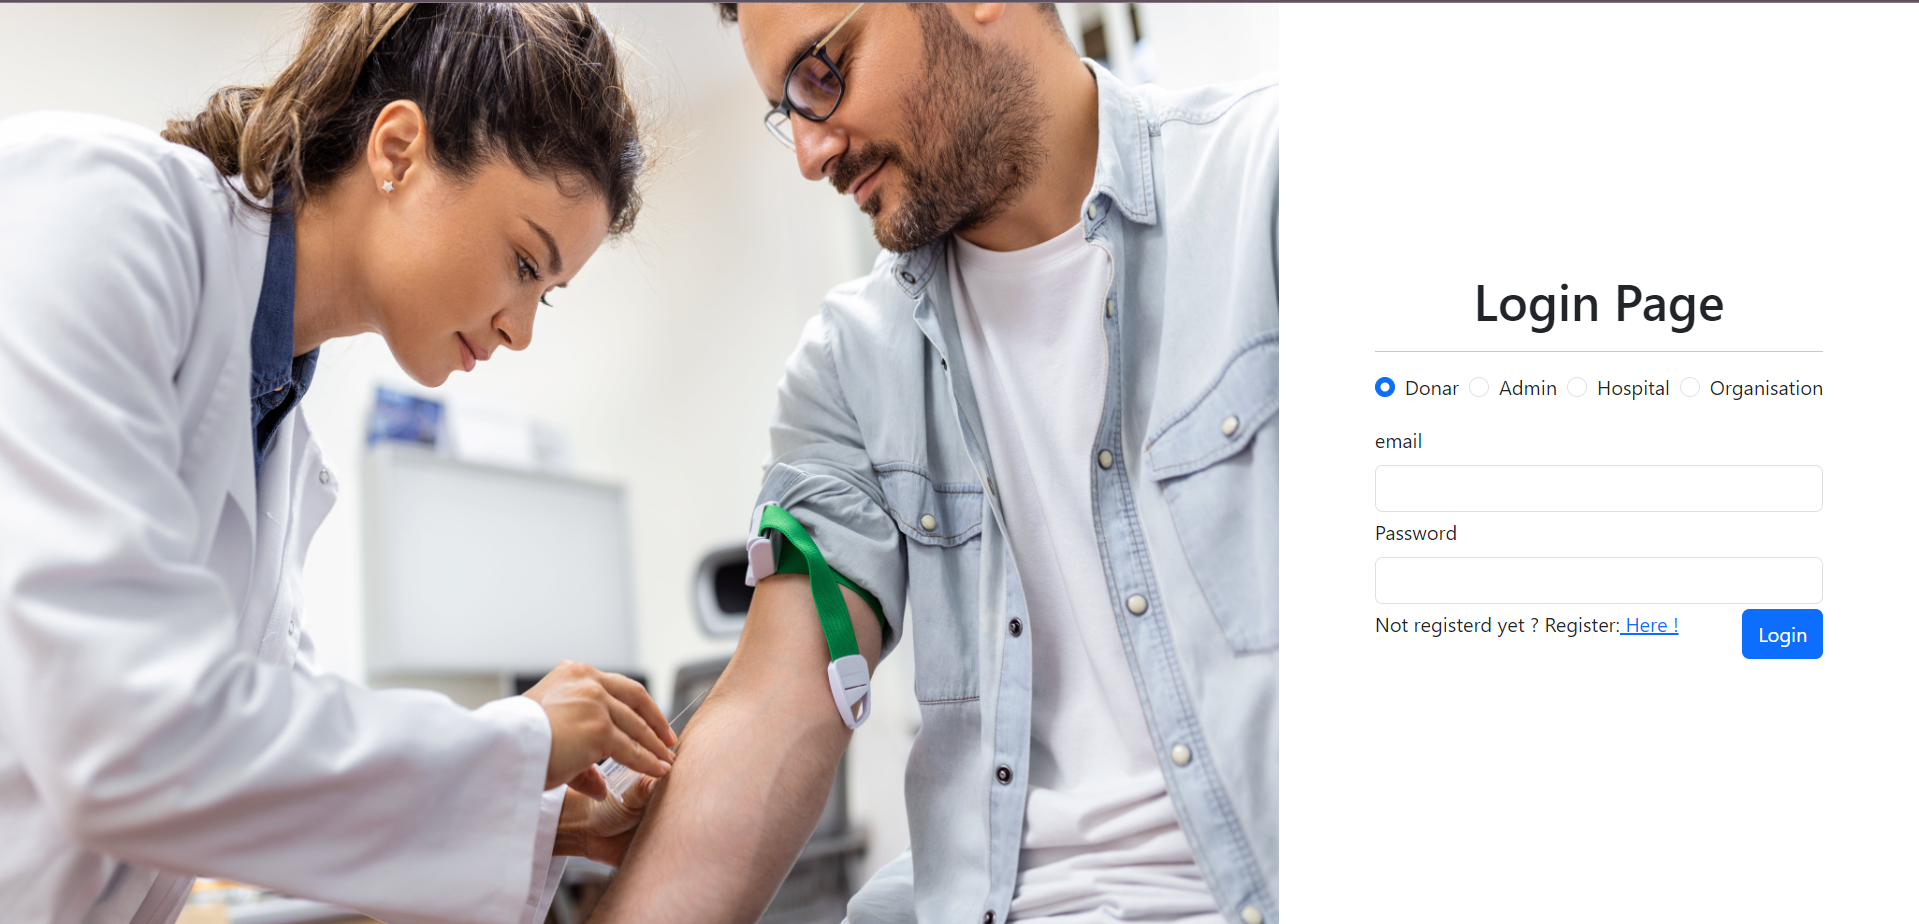 Login Page
Donar Admin Hospital Organisation
email
Password
Not registerd yet ? Register: Here !
Login